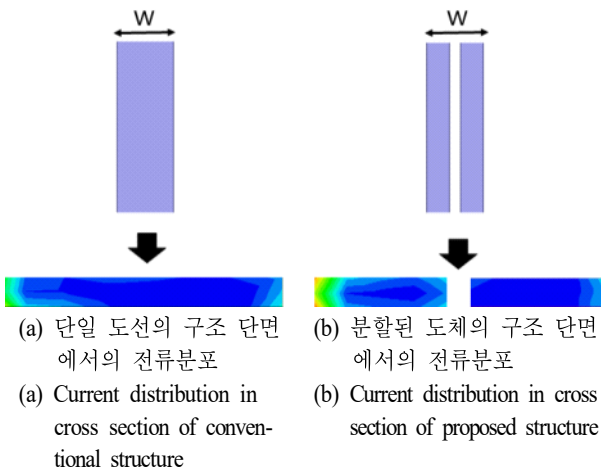 W
W
(a) 단일 도선의 구조 단면
에서의 전류분포
(a) Current distribution in
cross section of conven-
tional structure
(b) 분할된 도체의 구조 단면
에서의 전류분포
(b) Current distribution in cross
section of proposed structure